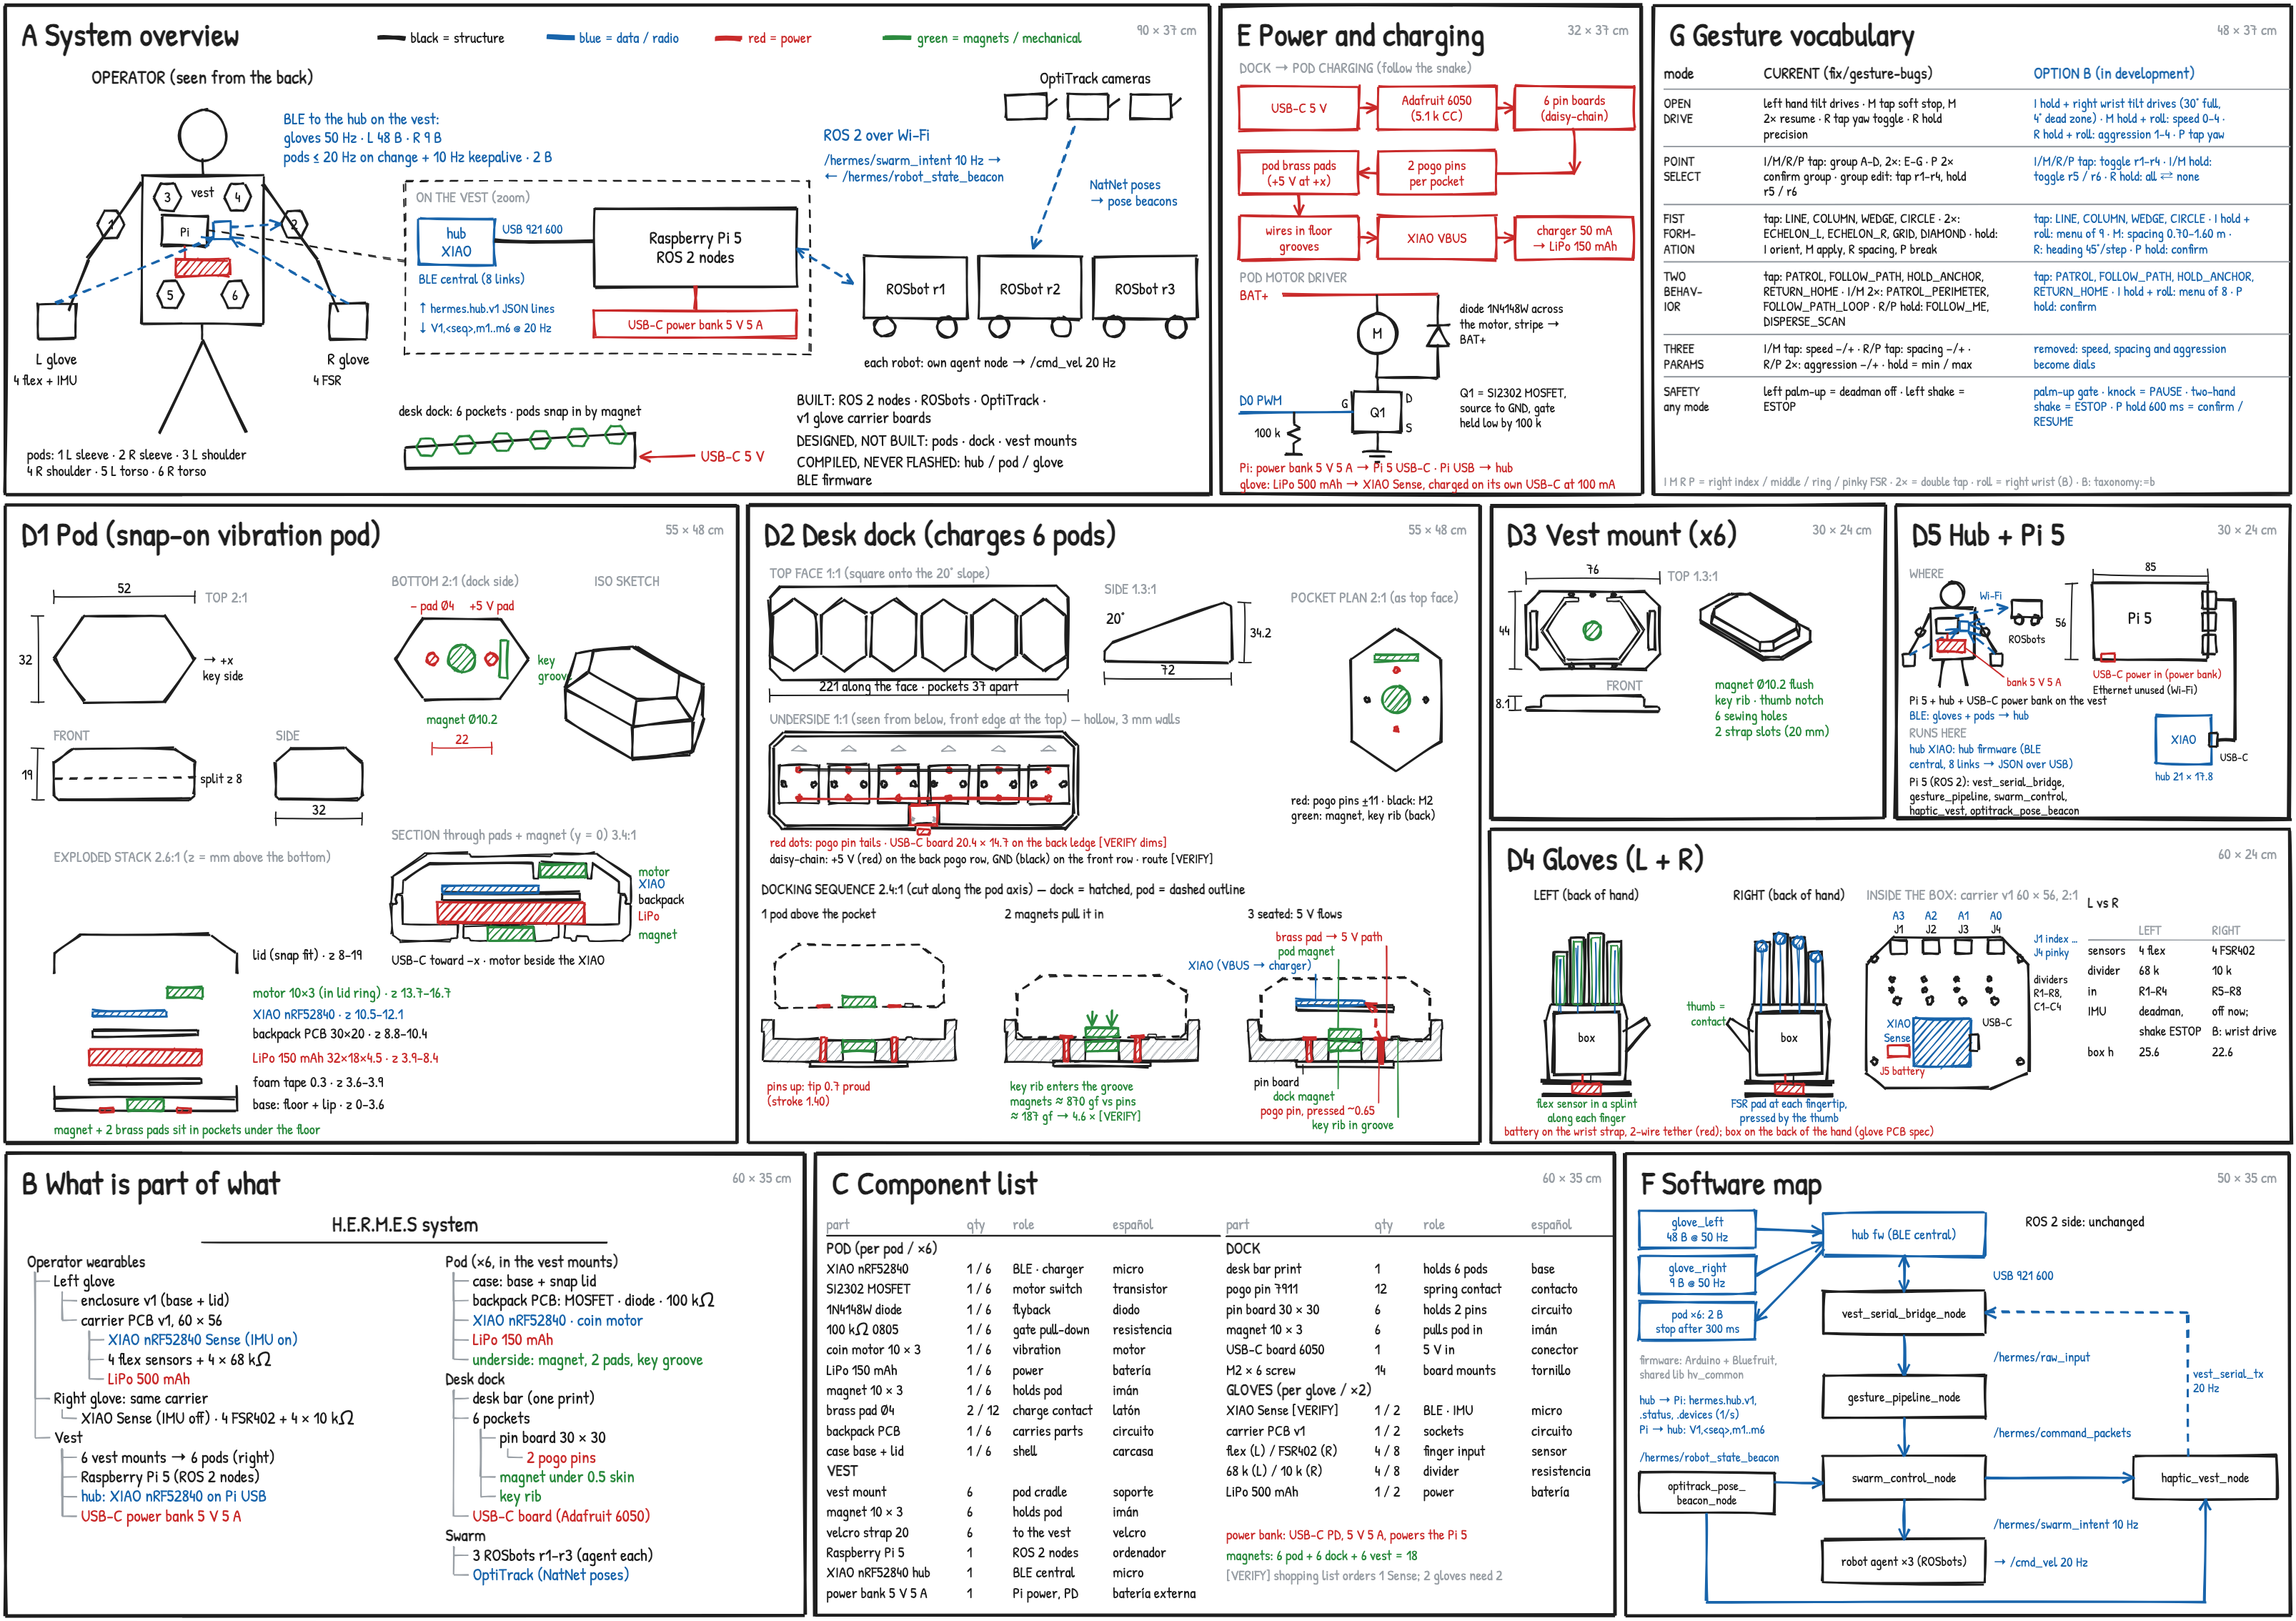 A System overview
black = structure
blue = data / radio
red = power
green = magnets / mechanical
90 × 37 cm
OPERATOR (seen from the back)
BLE to the hub on the vest:
gloves 50 Hz · L 48 B · R 9 B
pods ≤ 20 Hz on change + 10 Hz keepalive · 2 B
OptiTrack cameras
ROS 2 over Wi-Fi
/hermes/swarm_intent 10 Hz →
← /hermes/robot_state_beacon
NatNet poses
→ pose beacons
vest
3
4
1
2
Pi
5
6
ON THE VEST (zoom)
hub
XIAO
USB 921 600
Raspberry Pi 5
ROS 2 nodes
BLE central (8 links)
↑ hermes.hub.v1 JSON lines
↓ V1,<seq>,m1..m6 @ 20 Hz
USB-C power bank 5 V 5 A
ROSbot r1
ROSbot r2
ROSbot r3
each robot: own agent node → /cmd_vel 20 Hz
L glove
4 flex + IMU
R glove
4 FSR
desk dock: 6 pockets · pods snap in by magnet
USB-C 5 V
BUILT: ROS 2 nodes · ROSbots · OptiTrack ·
v1 glove carrier boards
DESIGNED, NOT BUILT: pods · dock · vest mounts
COMPILED, NEVER FLASHED: hub / pod / glove
BLE firmware
pods: 1 L sleeve · 2 R sleeve · 3 L shoulder
4 R shoulder · 5 L torso · 6 R torso
E Power and charging
32 × 37 cm
DOCK → POD CHARGING (follow the snake)
USB-C 5 V
Adafruit 6050
(5.1 k CC)
6 pin boards
(daisy-chain)
pod brass pads
(+5 V at +x)
2 pogo pins
per pocket
wires in floor
grooves
XIAO VBUS
charger 50 mA
→ LiPo 150 mAh
POD MOTOR DRIVER
BAT+
M
diode 1N4148W across
the motor, stripe →
BAT+
D0 PWM
G
Q1
D
S
100 k
Q1 = SI2302 MOSFET,
source to GND, gate
held low by 100 k
Pi: power bank 5 V 5 A → Pi 5 USB-C · Pi USB → hub
glove: LiPo 500 mAh → XIAO Sense, charged on its own USB-C at 100 mA
G Gesture vocabulary
48 × 37 cm
mode
CURRENT (fix/gesture-bugs)
OPTION B (in development)
OPEN
DRIVE
left hand tilt drives · M tap soft stop, M
2× resume · R tap yaw toggle · R hold
precision
I hold + right wrist tilt drives (30° full,
4° dead zone) · M hold + roll: speed 0-4 ·
R hold + roll: aggression 1-4 · P tap yaw
POINT
SELECT
I/M/R/P tap: group A-D, 2×: E-G · P 2×
confirm group · group edit: tap r1-r4, hold
r5 / r6
I/M/R/P tap: toggle r1-r4 · I/M hold:
toggle r5 / r6 · R hold: all ⇄ none
FIST
FORM-
ATION
tap: LINE, COLUMN, WEDGE, CIRCLE · 2×:
ECHELON_L, ECHELON_R, GRID, DIAMOND · hold:
I orient, M apply, R spacing, P break
tap: LINE, COLUMN, WEDGE, CIRCLE · I hold +
roll: menu of 9 · M: spacing 0.70-1.60 m ·
R: heading 45°/step · P hold: confirm
TWO
BEHAV-
IOR
tap: PATROL, FOLLOW_PATH, HOLD_ANCHOR,
RETURN_HOME · I/M 2×: PATROL_PERIMETER,
FOLLOW_PATH_LOOP · R/P hold: FOLLOW_ME,
DISPERSE_SCAN
tap: PATROL, FOLLOW_PATH, HOLD_ANCHOR,
RETURN_HOME · I hold + roll: menu of 8 · P
hold: confirm
THREE
PARAMS
I/M tap: speed -/+ · R/P tap: spacing -/+ ·
R/P 2×: aggression -/+ · hold = min / max
removed: speed, spacing and aggression
become dials
SAFETY
any mode
left palm-up = deadman off · left shake =
ESTOP
palm-up gate · knock = PAUSE · two-hand
shake = ESTOP · P hold 600 ms = confirm /
RESUME
I M R P = right index / middle / ring / pinky FSR · 2× = double tap · roll = right wrist (B) · B: taxonomy:=b
D1 Pod (snap-on vibration pod)
55 × 48 cm
52
TOP 2:1
32
→ +x
key side
BOTTOM 2:1 (dock side)
- pad Ø4
+5 V pad
key
groove
magnet Ø10.2
22
ISO SKETCH
FRONT
19
split z 8
SIDE
32
SECTION through pads + magnet (y = 0) 3.4:1
motor
XIAO
backpack
LiPo
magnet
USB-C toward -x · motor beside the XIAO
EXPLODED STACK 2.6:1 (z = mm above the bottom)
lid (snap fit) · z 8-19
motor 10×3 (in lid ring) · z 13.7-16.7
XIAO nRF52840 · z 10.5-12.1
backpack PCB 30×20 · z 8.8-10.4
LiPo 150 mAh 32×18×4.5 · z 3.9-8.4
foam tape 0.3 · z 3.6-3.9
base: floor + lip · z 0-3.6
magnet + 2 brass pads sit in pockets under the floor
D2 Desk dock (charges 6 pods)
55 × 48 cm
TOP FACE 1:1 (square onto the 20° slope)
221 along the face · pockets 37 apart
SIDE 1.3:1
20°
34.2
72
POCKET PLAN 2:1 (as top face)
red: pogo pins ±11 · black: M2
green: magnet, key rib (back)
UNDERSIDE 1:1 (seen from below, front edge at the top) — hollow, 3 mm walls
red dots: pogo pin tails · USB-C board 20.4 × 14.7 on the back ledge [VERIFY dims]
daisy-chain: +5 V (red) on the back pogo row, GND (black) on the front row · route [VERIFY]
DOCKING SEQUENCE 2.4:1 (cut along the pod axis) — dock = hatched, pod = dashed outline
1 pod above the pocket
2 magnets pull it in
3 seated: 5 V flows
brass pad → 5 V path
pod magnet
XIAO (VBUS → charger)
pins up: tip 0.7 proud
(stroke 1.40)
key rib enters the groove
magnets ≈ 870 gf vs pins
≈ 187 gf → 4.6 × [VERIFY]
pin board
dock magnet
pogo pin, pressed ~0.65
key rib in groove
D3 Vest mount (x6)
30 × 24 cm
76
TOP 1.3:1
44
FRONT
8.1
magnet Ø10.2 flush
key rib · thumb notch
6 sewing holes
2 strap slots (20 mm)
D5 Hub + Pi 5
30 × 24 cm
WHERE
Wi-Fi
ROSbots
bank 5 V 5 A
85
56
Pi 5
USB-C power in (power bank)
Ethernet unused (Wi-Fi)
Pi 5 + hub + USB-C power bank on the vest
BLE: gloves + pods → hub
RUNS HERE
hub XIAO: hub firmware (BLE
central, 8 links → JSON over USB)
Pi 5 (ROS 2): vest_serial_bridge,
gesture_pipeline, swarm_control,
haptic_vest, optitrack_pose_beacon
XIAO
USB-C
hub 21 × 17.8
D4 Gloves (L + R)
60 × 24 cm
LEFT (back of hand)
box
flex sensor in a splint
along each finger
RIGHT (back of hand)
thumb =
contact
box
FSR pad at each fingertip,
pressed by the thumb
INSIDE THE BOX: carrier v1 60 × 56, 2:1
A3
A2
A1
A0
J1
J2
J3
J4
J1 index ...
J4 pinky
dividers
R1-R8,
C1-C4
XIAO
Sense
USB-C
J5 battery
L vs R
LEFT
RIGHT
sensors
4 flex
4 FSR402
divider
68 k
10 k
in
R1-R4
R5-R8
IMU
deadman,
off now;
shake ESTOP
B: wrist drive
box h
25.6
22.6
battery on the wrist strap, 2-wire tether (red); box on the back of the hand (glove PCB spec)
B What is part of what
60 × 35 cm
H.E.R.M.E.S system
Operator wearables
Left glove
enclosure v1 (base + lid)
carrier PCB v1, 60 × 56
XIAO nRF52840 Sense (IMU on)
4 flex sensors + 4 × 68 kΩ
LiPo 500 mAh
Right glove: same carrier
XIAO Sense (IMU off) · 4 FSR402 + 4 × 10 kΩ
Vest
6 vest mounts → 6 pods (right)
Raspberry Pi 5 (ROS 2 nodes)
hub: XIAO nRF52840 on Pi USB
USB-C power bank 5 V 5 A
Pod (×6, in the vest mounts)
case: base + snap lid
backpack PCB: MOSFET · diode · 100 kΩ
XIAO nRF52840 · coin motor
LiPo 150 mAh
underside: magnet, 2 pads, key groove
Desk dock
desk bar (one print)
6 pockets
pin board 30 × 30
2 pogo pins
magnet under 0.5 skin
key rib
USB-C board (Adafruit 6050)
Swarm
3 ROSbots r1-r3 (agent each)
OptiTrack (NatNet poses)
C Component list
60 × 35 cm
part qty role español
POD (per pod / ×6)
XIAO nRF52840 1 / 6 BLE · charger micro
SI2302 MOSFET 1 / 6 motor switch transistor
1N4148W diode 1 / 6 flyback diodo
100 kΩ 0805 1 / 6 gate pull-down resistencia
coin motor 10 × 3 1 / 6 vibration motor
LiPo 150 mAh 1 / 6 power batería
magnet 10 × 3 1 / 6 holds pod imán
brass pad Ø4 2 / 12 charge contact latón
backpack PCB 1 / 6 carries parts circuito
case base + lid 1 / 6 shell carcasa
VEST
vest mount 6 pod cradle soporte
magnet 10 × 3 6 holds pod imán
velcro strap 20 6 to the vest velcro
Raspberry Pi 5 1 ROS 2 nodes ordenador
XIAO nRF52840 hub 1 BLE central micro
power bank 5 V 5 A 1 Pi power, PD batería externa
part qty role español
DOCK
desk bar print 1 holds 6 pods base
pogo pin 7911 12 spring contact contacto
pin board 30 × 30 6 holds 2 pins circuito
magnet 10 × 3 6 pulls pod in imán
USB-C board 6050 1 5 V in conector
M2 × 6 screw 14 board mounts tornillo
GLOVES (per glove / ×2)
XIAO Sense [VERIFY] 1 / 2 BLE · IMU micro
carrier PCB v1 1 / 2 sockets circuito
flex (L) / FSR402 (R) 4 / 8 finger input sensor
68 k (L) / 10 k (R) 4 / 8 divider resistencia
LiPo 500 mAh 1 / 2 power batería
power bank: USB-C PD, 5 V 5 A, powers the Pi 5
magnets: 6 pod + 6 dock + 6 vest = 18
[VERIFY] shopping list orders 1 Sense; 2 gloves need 2
F Software map
50 × 35 cm
glove_left
48 B @ 50 Hz
glove_right
9 B @ 50 Hz
pod ×6: 2 B
stop after 300 ms
hub fw (BLE central)
ROS 2 side: unchanged
USB 921 600
vest_serial_bridge_node
firmware: Arduino + Bluefruit,
shared lib hv_common
/hermes/raw_input
vest_serial_tx
20 Hz
hub → Pi: hermes.hub.v1,
.status, .devices (1/s)
Pi → hub: V1,<seq>,m1..m6
gesture_pipeline_node
/hermes/command_packets
/hermes/robot_state_beacon
optitrack_pose_
beacon_node
swarm_control_node
haptic_vest_node
/hermes/swarm_intent 10 Hz
robot agent ×3 (ROSbots)
→ /cmd_vel 20 Hz